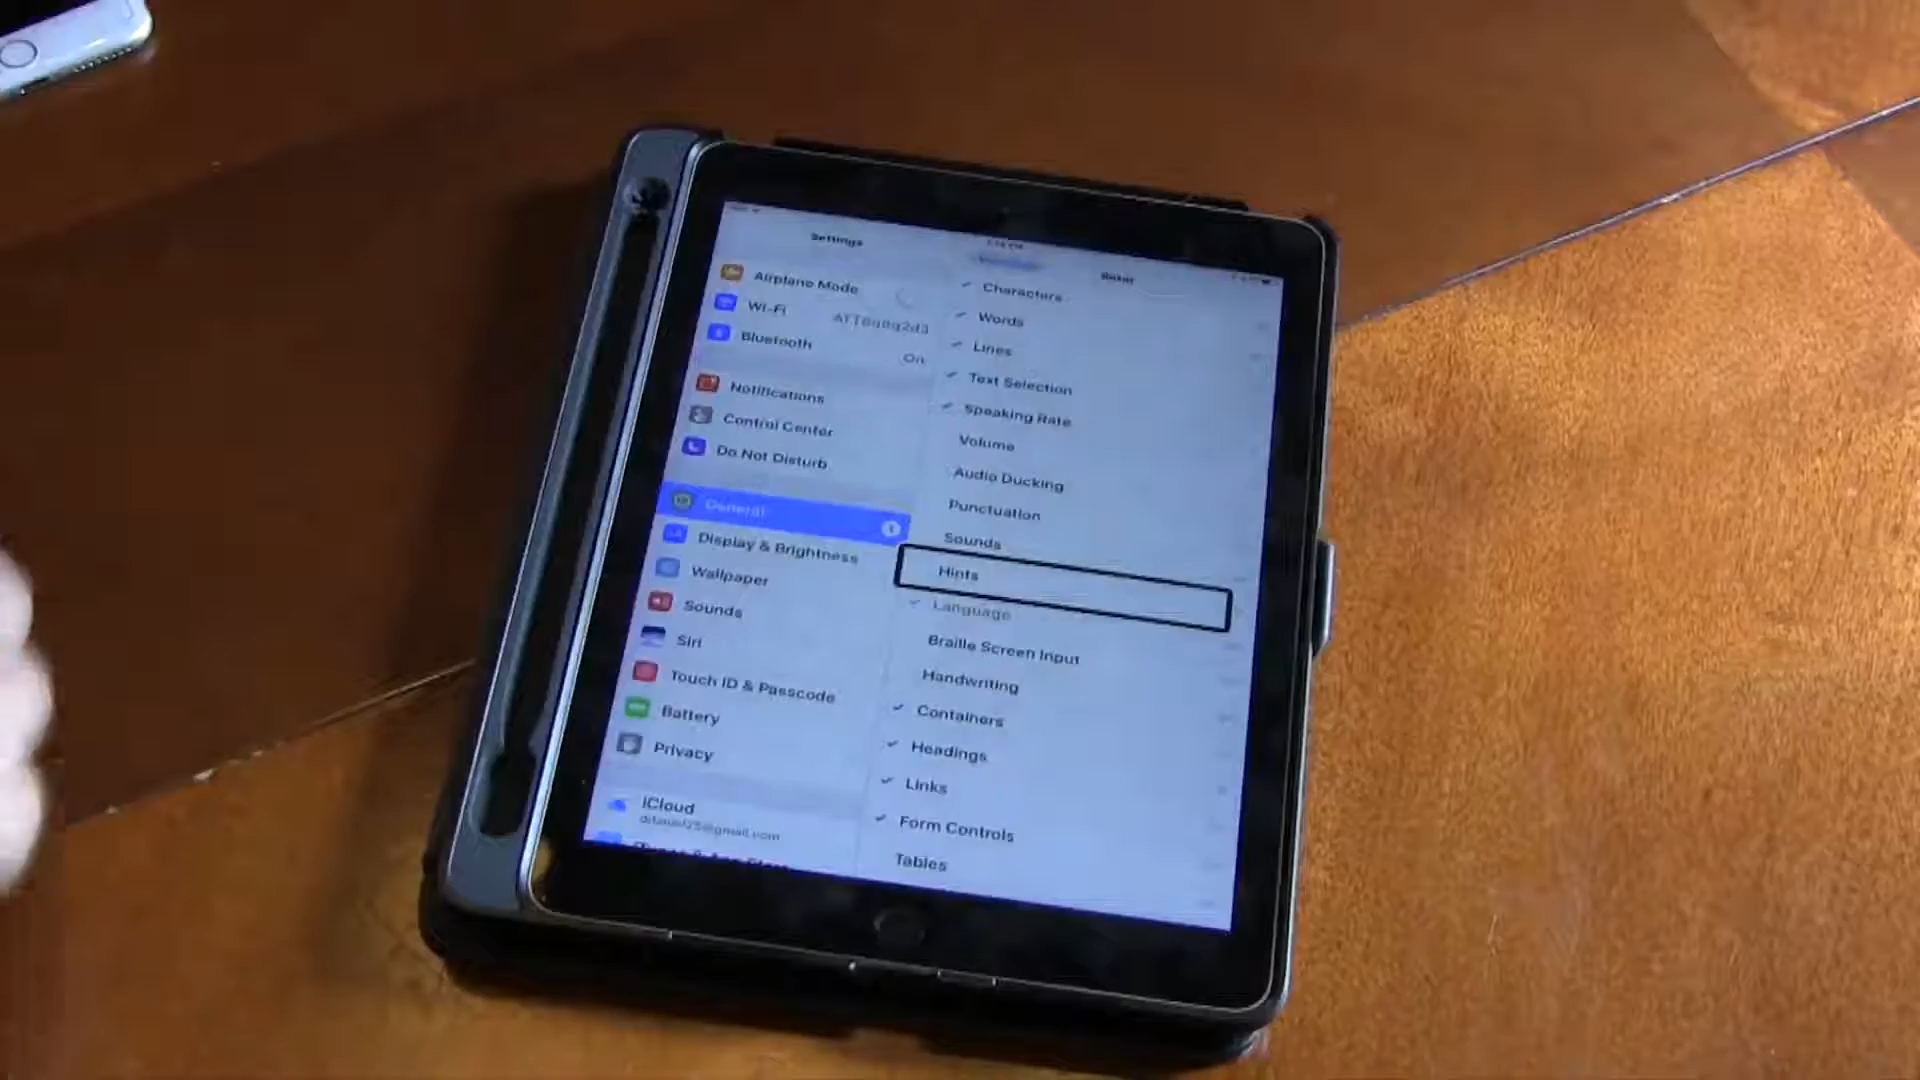 Settings
Airplane Mode
Wi-Fi
Bluetooth
On
Notifications
Control Center
Do Not Disturb
General
1
Display & Brightness
Wallpaper
Sounds
Siri
Touch ID & Passcode
Battery
Privacy
iCloud
Rotor
Characters
Words
Lines
Text Selection
Speaking Rate
Volume
Audio Ducking
Punctuation
Sounds
Hints
Language
Braille Screen Input
Handwriting
Containers
Headings
Links
Form Controls
Tables